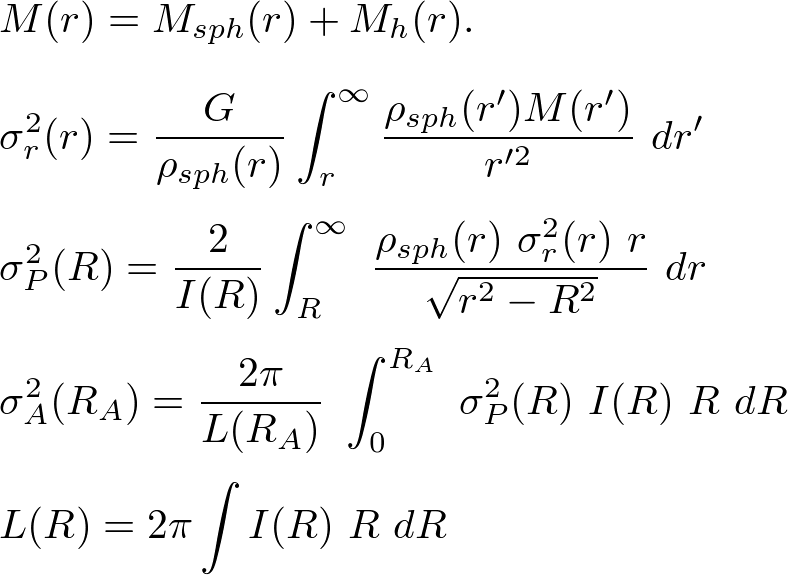 $M(r) = M_{sph}(r) + M_h(r).$
$\sigma_r^2(r) = \frac{G}{\rho_{sph}(r)} \int_r^\infty \frac{\rho_{sph}(r')M(r')}{r'^2} \ dr'$
$\sigma_P^2(R) = \frac{2}{I(R)} \int_R^\infty \frac{\rho_{sph}(r) \ \sigma_r^2(r) \ r}{\sqrt{r^2 - R^2}} \ dr$
$\sigma_A^2(R_A) = \frac{2\pi}{L(R_A)} \int_0^{R_A} \sigma_P^2(R) \ I(R) \ R \ dR$
$L(R) = 2\pi \int I(R) \ R \ dR$